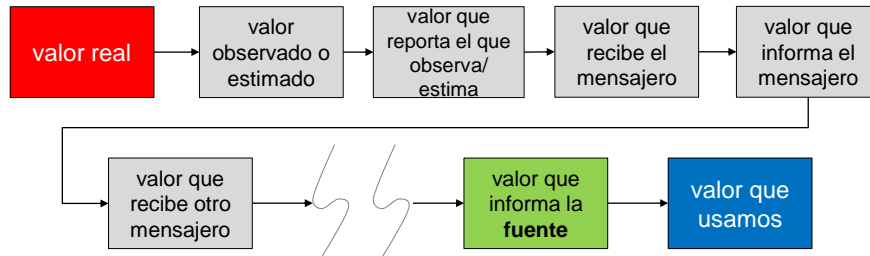 valor real
valor
observado o
estimado
valor que
reporta el que
observa/
estima
valor que
recibe el
mensajero
valor que
informa el
mensajero
valor que
recibe otro
mensajero
valor que
informa la
fuente
valor que
usamos